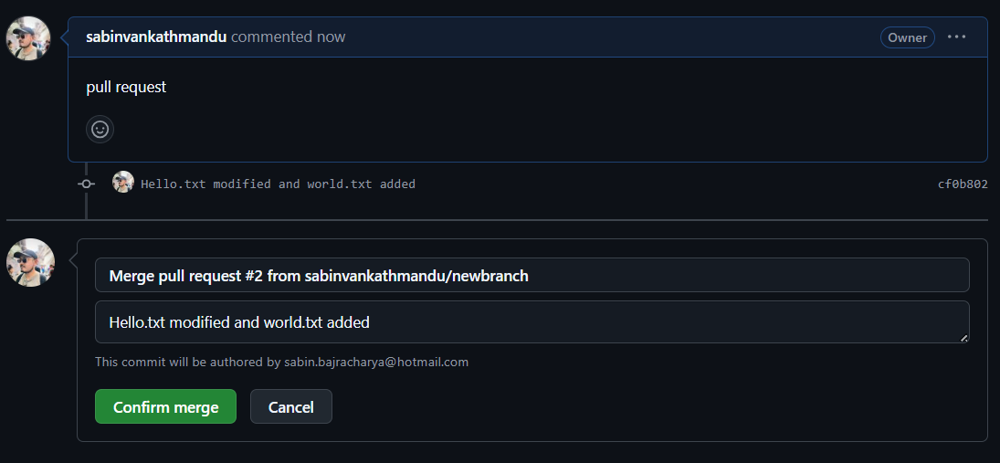 sabinvankathmandu commented now Owner
pull request
Hello.txt modified and world.txt added cf0b802
Merge pull request #2 from sabinvankathmandu/newbranch
Hello.txt modified and world.txt added
This commit will be authored by sabin.bajracharya@hotmail.com
Confirm merge Cancel